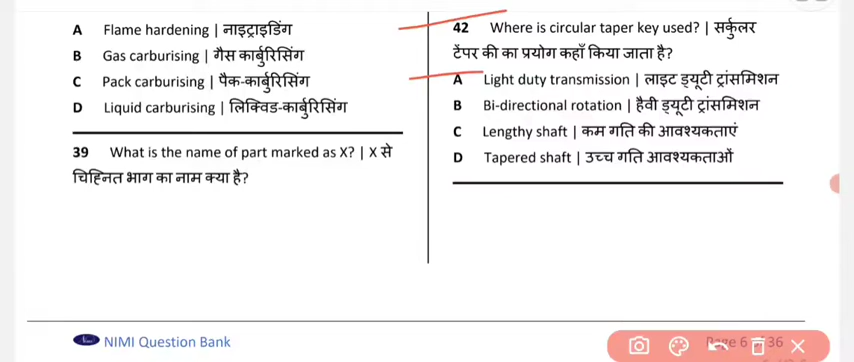 A Flame hardening | नाइट्राइडिंग
B Gas carburising | गैस कार्बुरिसिंग
C Pack carburising | पैक-कार्बुरिसिंग
D Liquid carburising | लिक्विड-कार्बुरिसिंग
39 What is the name of part marked as X? | X से
चिह्नित भाग का नाम क्या है?
42 Where is circular taper key used? | सर्कुलर
टेंपर की का प्रयोग कहाँ किया जाता है?
A Light duty transmission | लाइट ड्यूटी ट्रांसमिशन
B Bi-directional rotation | हैवी ड्यूटी ट्रांसमिशन
C Lengthy shaft | कम गति की आवश्यकताएं
D Tapered shaft | उच्च गति आवश्यकताओं
NIMI Question Bank
Page 6 36